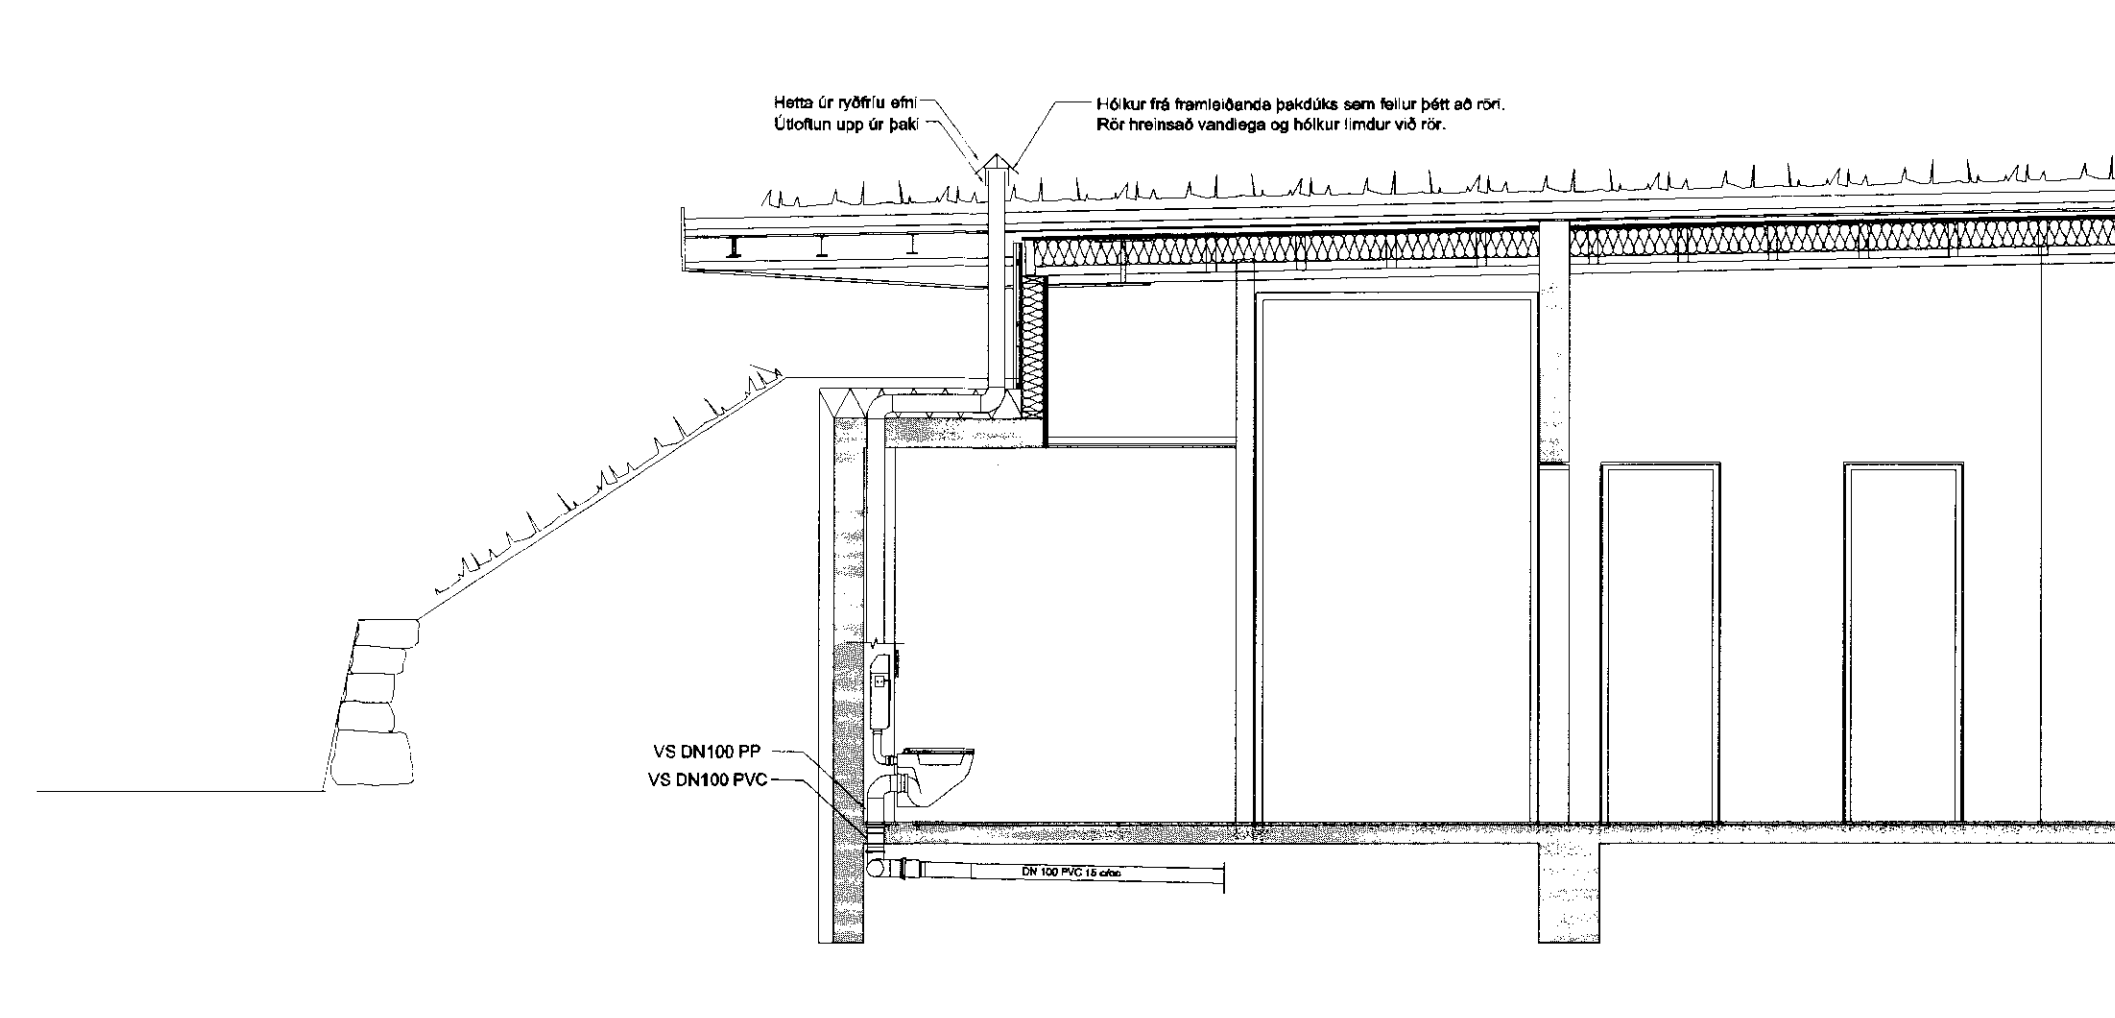 Hetta úr ryðfríu efni
Útloftun upp úr þaki
Hólkur frá framleiðanda þakdúks sem fellur þétt að röri.
Rör hreinsað vandlega og hólkur límdur við rör.
VS DN100 PP
VS DN100 PVC
DN 100 PVC 15 o/oo